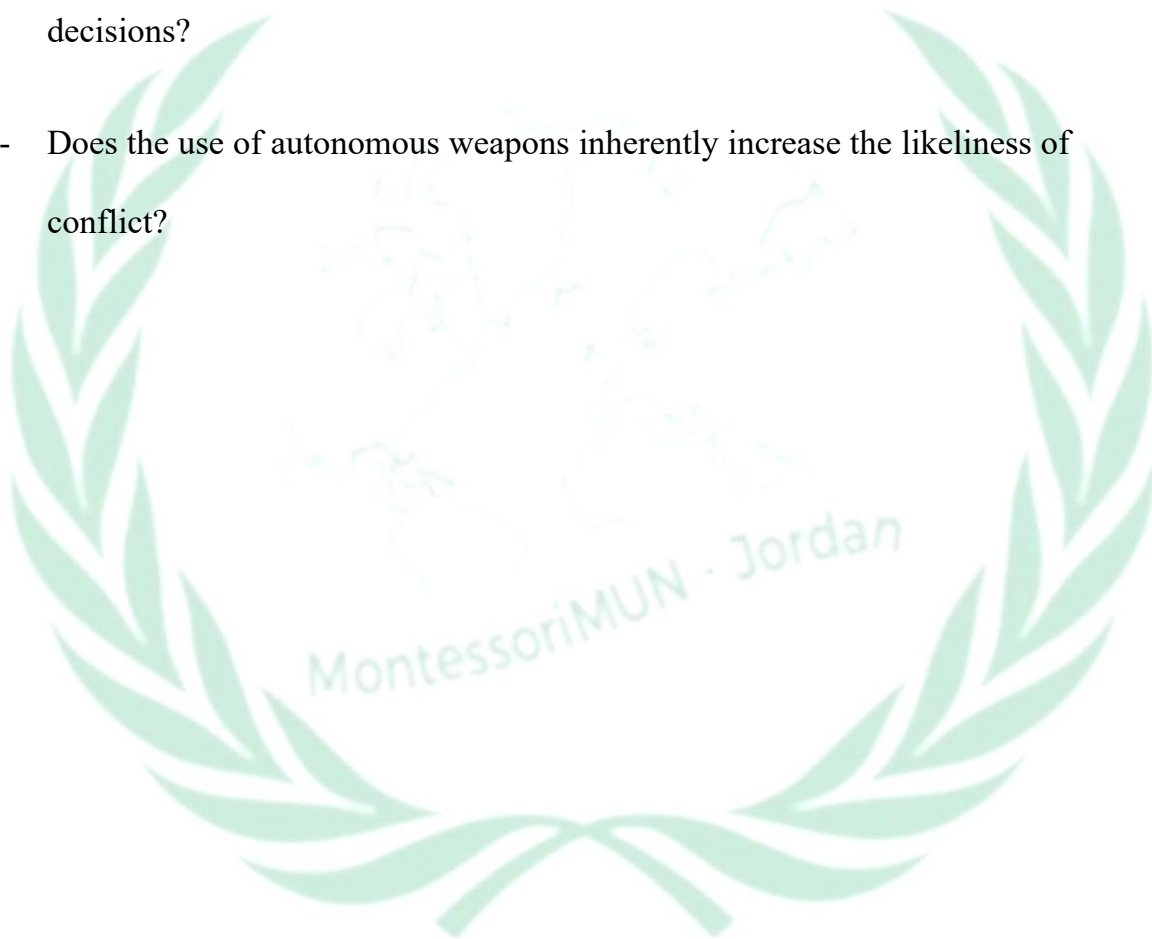 decisions?
- Does the use of autonomous weapons inherently increase the likeliness of
conflict?
MontessoriMUN - Jordan